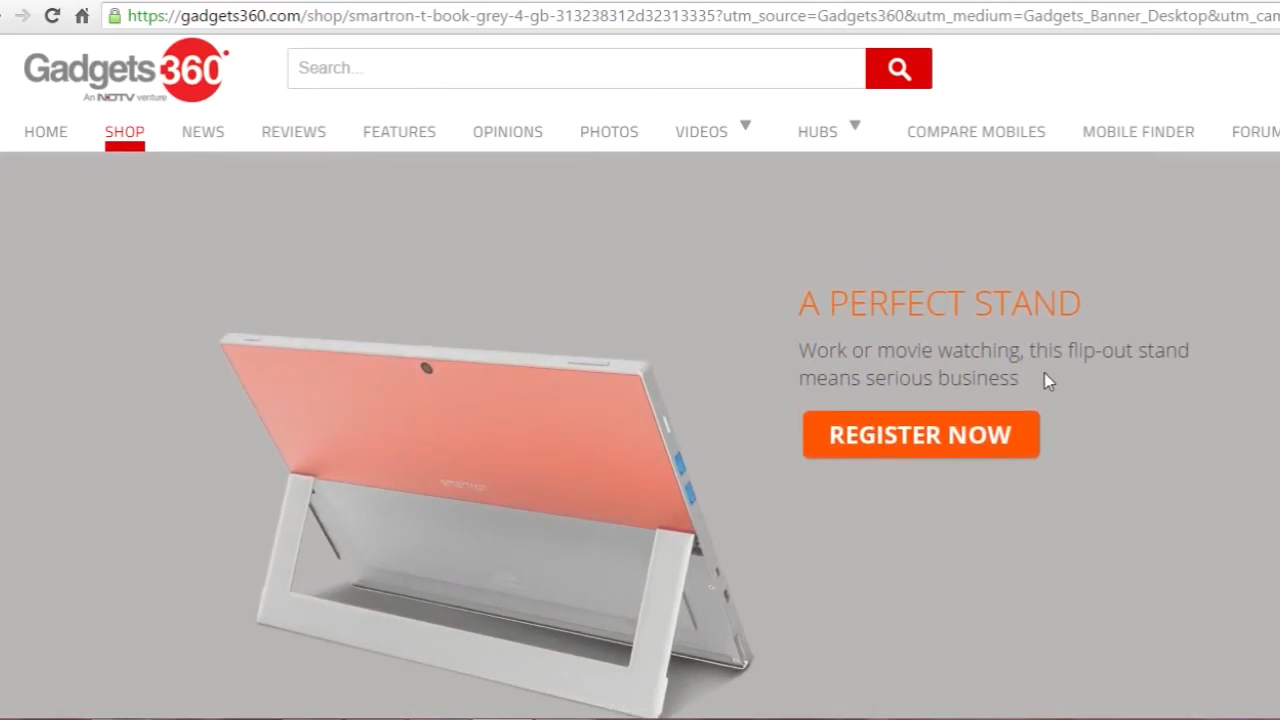 https://gadgets360.com/shop/smartron-t-book-grey-4-gb-313238312d32313335?utm_source=Gadgets360&utm_medium=Gadgets_Banner_Desktop&utm_can
Gadgets 360
An NDTV venture
Search...
HOME SHOP NEWS REVIEWS FEATURES OPINIONS PHOTOS VIDEOS HUBS COMPARE MOBILES MOBILE FINDER FORUM
A PERFECT STAND
Work or movie watching, this flip-out stand
means serious business
REGISTER NOW